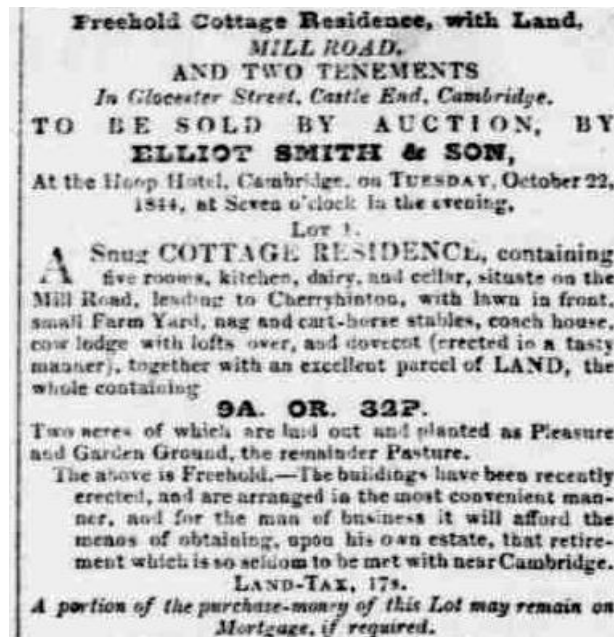 Freehold Cottage Residence, with Land,
MILL ROAD,
AND TWO TENEMENTS
In Glocester Street, Castle End, Cambridge.
TO BE SOLD BY AUCTION, BY
ELLIOT SMITH & SON,
At the Hoop Hotel, Cambridge, on TUESDAY, October 22,
1844, at Seven o'clock in the evening.
LOT 1.
A Snug COTTAGE RESIDENCE, containing
five rooms, kitchen, dairy, and cellar, situate on the
Mill Road, leading to Cherryhinton, with lawn in front,
small Farm Yard, nag and cart-horse stables, coach house,
cow lodge with lofts over, and dovecot (erected in a tasty
manner), together with an excellent parcel of LAND, the
whole containing
9A. 0R. 32P.
Two acres of which are laid out and planted as Pleasure
and Garden Ground, the remainder Pasture.
The above is Freehold.—The buildings have been recently
erected, and are arranged in the most convenient man-
ner, and for the man of business it will afford the
means of obtaining, upon his own estate, that retire-
ment which is so seldom to be met with near Cambridge.
LAND-TAX, 17s.
A portion of the purchase-money of this Lot may remain on
Mortgage, if required.